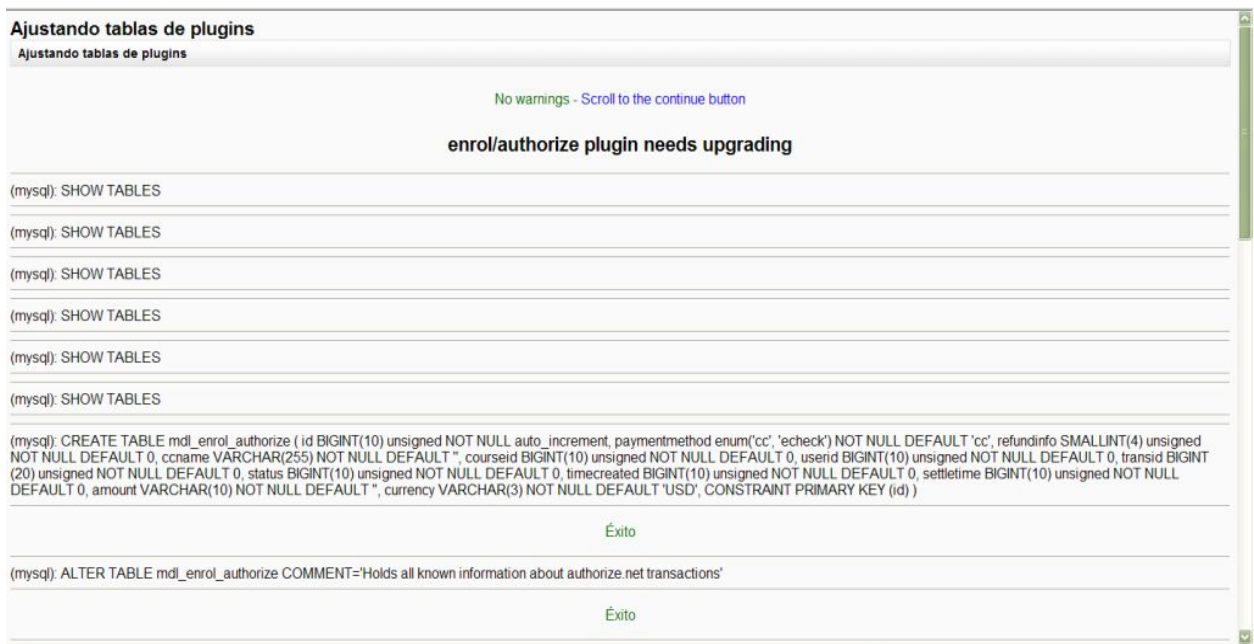 Ajustando tablas de plugins
Ajustando tablas de plugins
No warnings - Scroll to the continue button
enrol/authorize plugin needs upgrading
(mysql): SHOW TABLES
(mysql): SHOW TABLES
(mysql): SHOW TABLES
(mysql): SHOW TABLES
(mysql): SHOW TABLES
(mysql): SHOW TABLES
(mysql): CREATE TABLE mdl_enrol_authorize ( id BIGINT(10) unsigned NOT NULL auto_increment, paymentmethod enum('cc', 'echeck') NOT NULL DEFAULT 'cc', refundinfo SMALLINT(4) unsigned
NOT NULL DEFAULT 0, ccname VARCHAR(255) NOT NULL DEFAULT '', courseid BIGINT(10) unsigned NOT NULL DEFAULT 0, userid BIGINT(10) unsigned NOT NULL DEFAULT 0, transid BIGINT
(20) unsigned NOT NULL DEFAULT 0, status BIGINT(10) unsigned NOT NULL DEFAULT 0, timecreated BIGINT(10) unsigned NOT NULL DEFAULT 0, settletime BIGINT(10) unsigned NOT NULL
DEFAULT 0, amount VARCHAR(10) NOT NULL DEFAULT '', currency VARCHAR(3) NOT NULL DEFAULT 'USD', CONSTRAINT PRIMARY KEY (id) )
Éxito
(mysql): ALTER TABLE mdl_enrol_authorize COMMENT='Holds all known information about authorize.net transactions'
Éxito